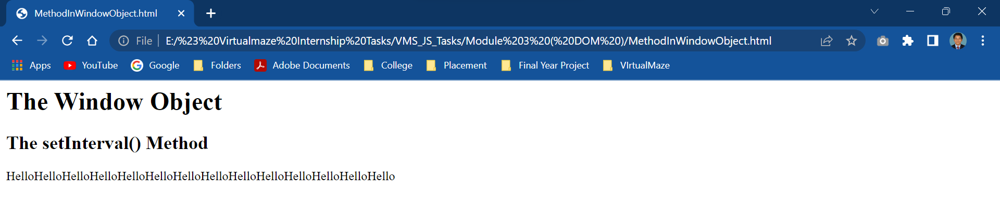 MethodInWindowObject.html
File E:/%23%20Virtualmaze%20Internship%20Tasks/VMS_JS_Tasks/Module%203%20(%20DOM%20)/MethodInWindowObject.html
Apps YouTube Google Folders Adobe Documents College Placement Final Year Project VIrtualMaze
The Window Object
The setInterval() Method
HelloHelloHelloHelloHelloHelloHelloHelloHelloHelloHelloHelloHelloHello